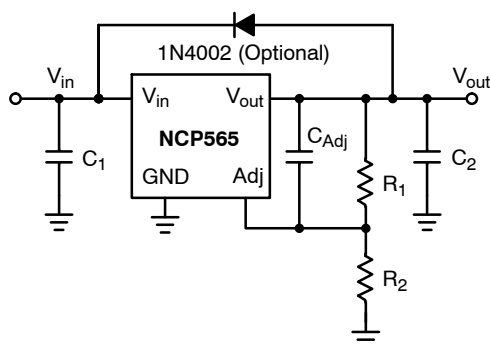 1N4002 (Optional)
V_in
V_out
V_in
V_out
NCP565
C_Adj
C_1
GND
Adj
R_1
C_2
R_2